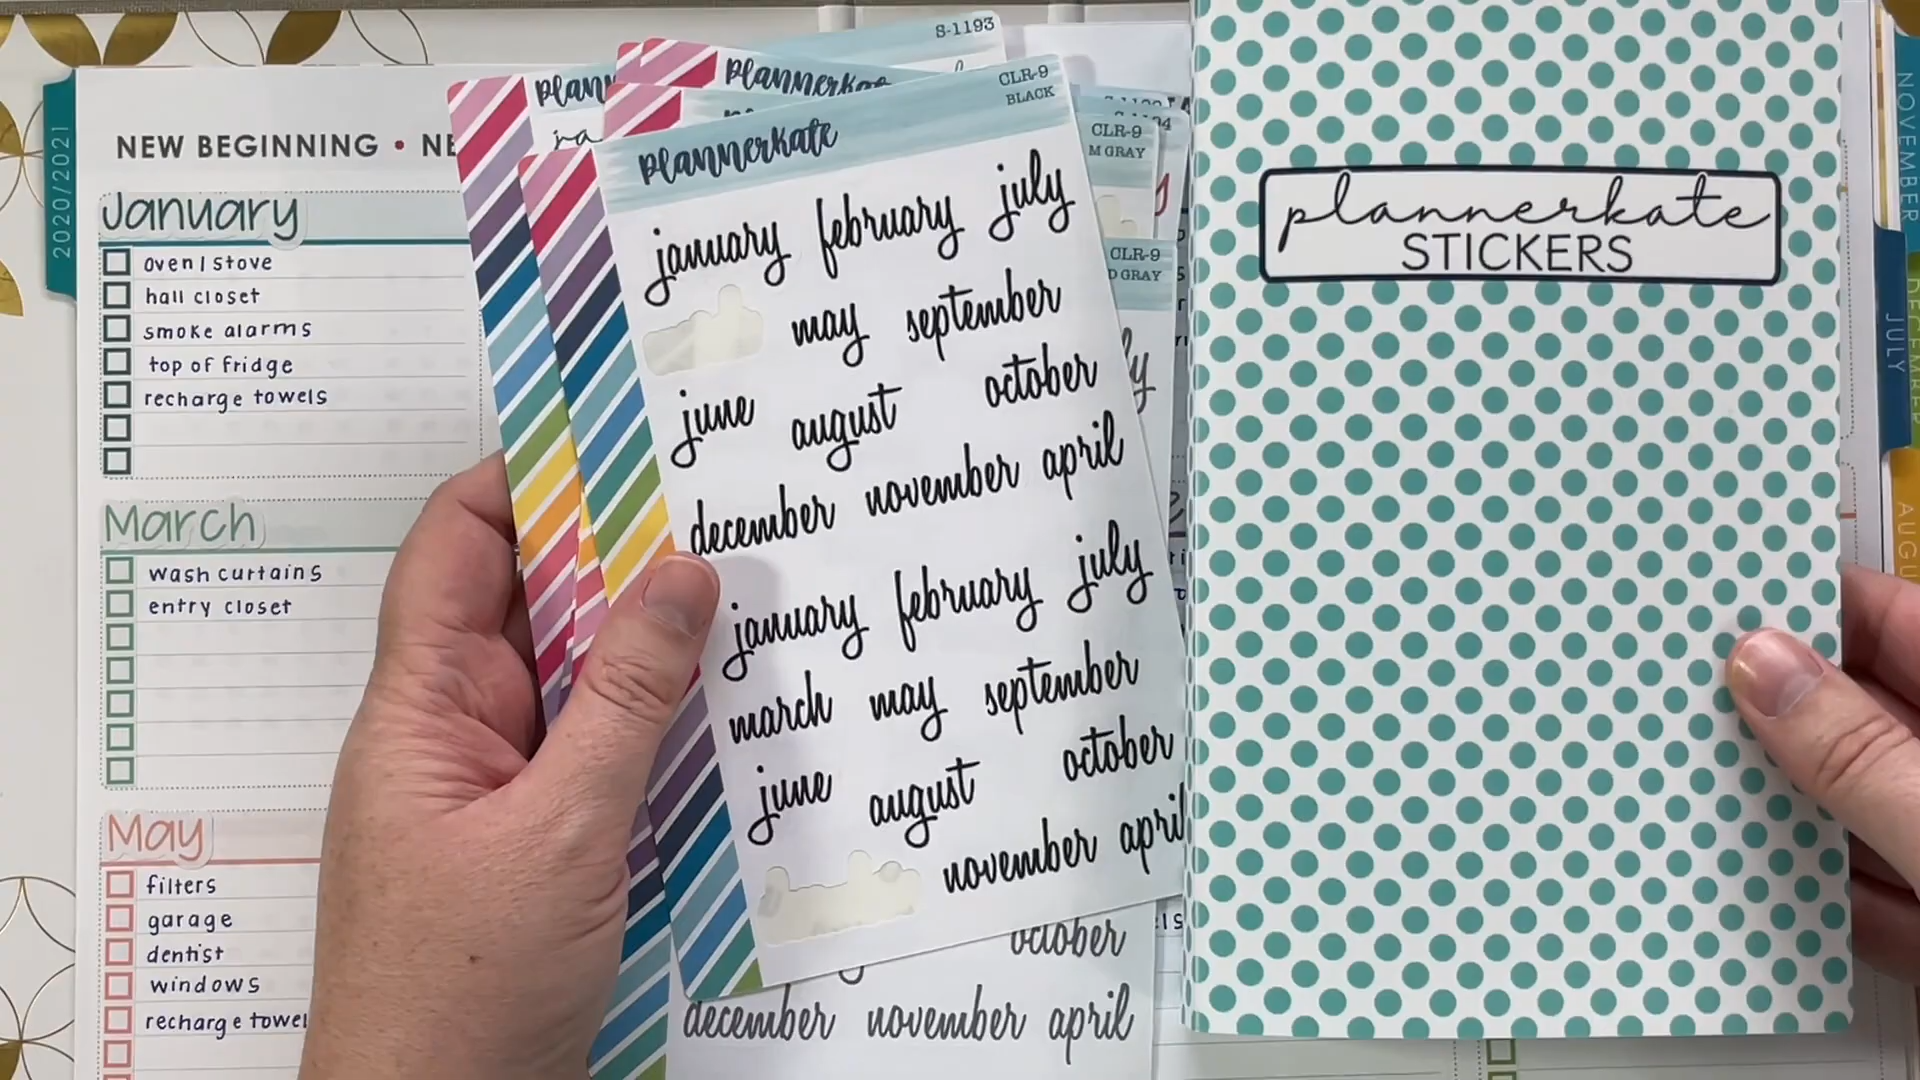 2020/2021
NEW BEGINNING • NE
January
oven/stove
hall closet
smoke alarms
top of fridge
recharge towels
March
wash curtains
entry closet
May
filters
garage
dentist
windows
recharge towel
S-1193
plannerkate
CLR-9
BLACK
plannerkate
january february july
may september
june august october
december november april
january february july
march may september
june august october
november april
october
december november april
CLR-9
M GRAY
CLR-9
D GRAY
plannerkate
STICKERS
NOVEMBER
DECEMBER
JULY
AUGU